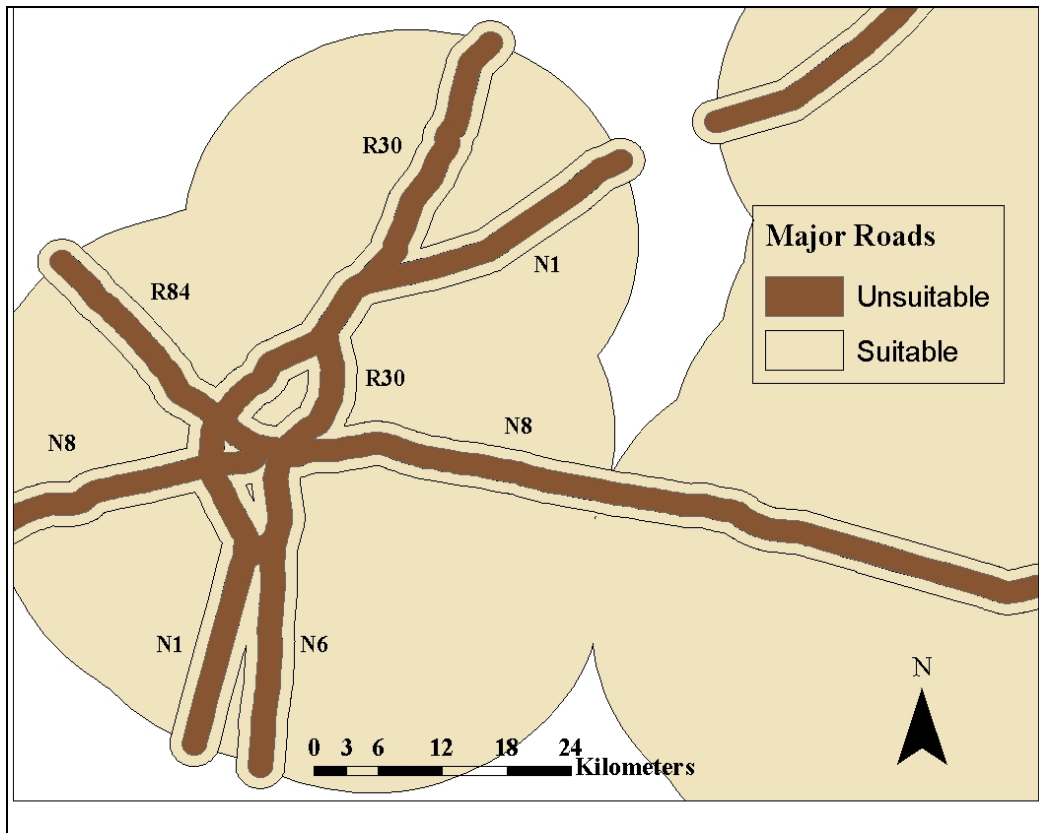 R30
N1
R84
Major Roads
Unsuitable
Suitable
R30
N8
N8
N1
N6
N
0 3 6 12 18 24
Kilometers